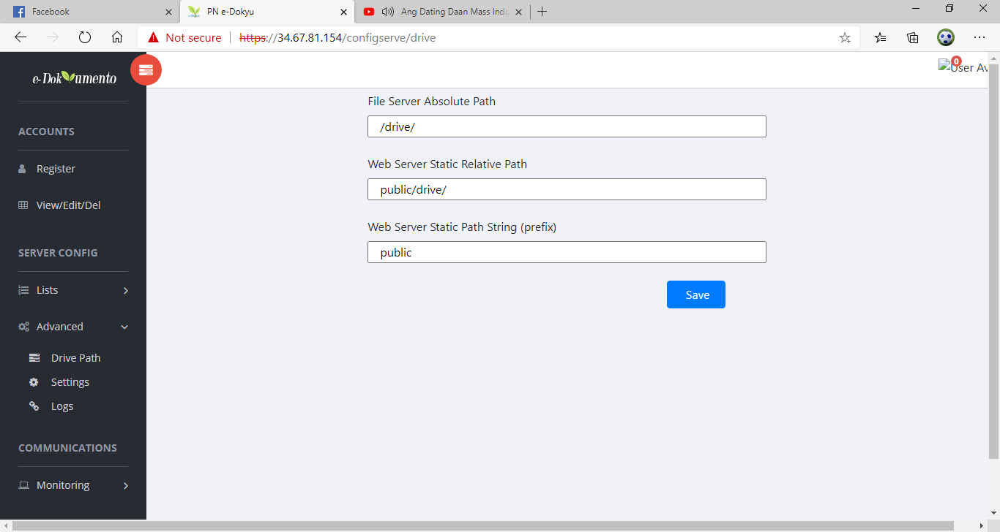 Facebook
PN e-Dokyu
Ang Dating Daan Mass Indo
Not secure
https://34.67.81.154/configserve/drive
e-Dokumento
0
User Av
ACCOUNTS
Register
View/Edit/Del
SERVER CONFIG
Lists
Advanced
Drive Path
Settings
Logs
COMMUNICATIONS
Monitoring
File Server Absolute Path
/drive/
Web Server Static Relative Path
public/drive/
Web Server Static Path String (prefix)
public
Save